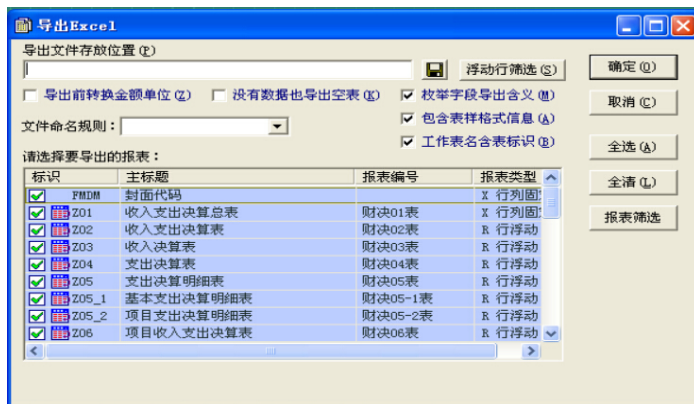 导出Excel
导出文件存放位置(P)
浮动行筛选(S)
确定(O)
导出前转换金额单位(Z)
没有数据也导出空表(K)
枚举字段导出含义(M)
取消(C)
包含表样格式信息(A)
文件命名规则:
工作表名含表标识(B)
全选(A)
请选择要导出的报表:
标识 主标题 报表编号 报表类型
全清(L)
FMDM 封面代码 X 行列固
Z01 收入支出决算总表 财决01表 X 行列固
报表筛选
Z02 收入支出决算表 财决02表 R 行浮动
Z03 收入决算表 财决03表 R 行浮动
Z04 支出决算表 财决04表 R 行浮动
Z05 支出决算明细表 财决05表 R 行浮动
Z05_1 基本支出决算明细表 财决05-1表 R 行浮动
Z05_2 项目支出决算明细表 财决05-2表 R 行浮动
Z06 项目收入支出决算表 财决06表 R 行浮动